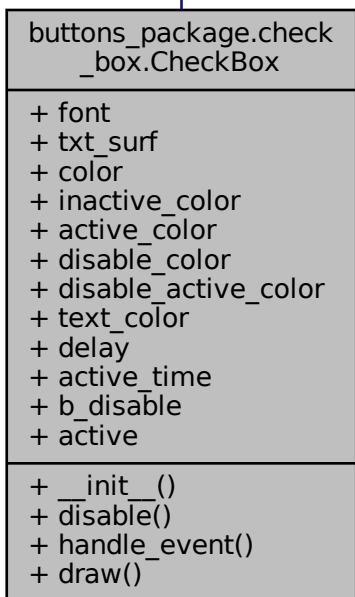 buttons_package.check
_box.CheckBox
+ font
+ txt_surf
+ color
+ inactive_color
+ active_color
+ disable_color
+ disable_active_color
+ text_color
+ delay
+ active_time
+ b_disable
+ active
+ __init__()
+ disable()
+ handle_event()
+ draw()